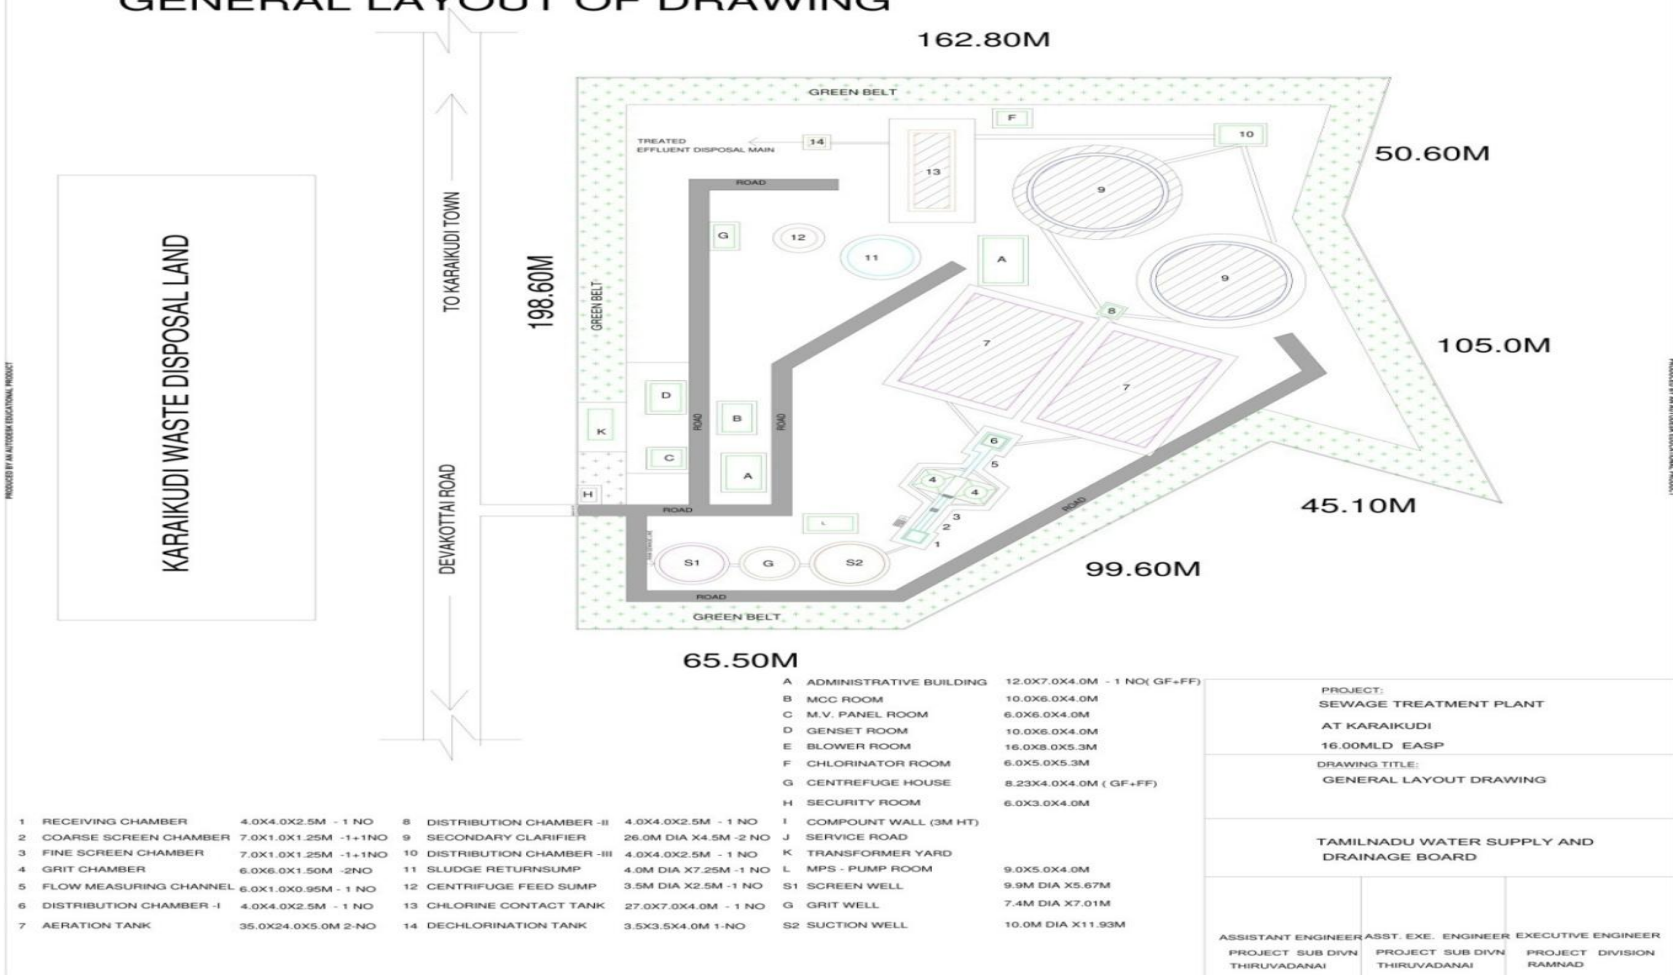 GENERAL LAYOUT OF DRAWING
162.80M
GREEN BELT
F
10
TREATED
EFFLUENT DISPOSAL MAIN
14
13
50.60M
ROAD
9
TO KARAIKUDI TOWN
KARAIKUDI WASTE DISPOSAL LAND
198.60M
GREEN BELT
G
12
11
A
9
8
7
105.0M
PRODUCED BY AN AUTODESK EDUCATIONAL PRODUCT
7
D
B
ROAD
ROAD
K
6
C
5
A
4
4
H
DEVAKOTTAI ROAD
ROAD
L
3
2
1
ROAD
45.10M
S1
G
S2
99.60M
ROAD
GREEN BELT
65.50M
A ADMINISTRATIVE BUILDING 12.0X7.0X4.0M - 1 NO( GF+FF)
B MCC ROOM 10.0X6.0X4.0M
C M.V. PANEL ROOM 6.0X6.0X4.0M
D GENSET ROOM 10.0X6.0X4.0M
E BLOWER ROOM 16.0X8.0X5.3M
F CHLORINATOR ROOM 6.0X5.0X5.3M
G CENTREFUGE HOUSE 8.23X4.0X4.0M ( GF+FF)
H SECURITY ROOM 6.0X3.0X4.0M
I COMPOUNT WALL (3M HT)
J SERVICE ROAD
K TRANSFORMER YARD
L MPS - PUMP ROOM 9.0X5.0X4.0M
S1 SCREEN WELL 9.9M DIA X5.67M
G GRIT WELL 7.4M DIA X7.01M
S2 SUCTION WELL 10.0M DIA X11.93M
1 RECEIVING CHAMBER 4.0X4.0X2.5M - 1 NO
2 COARSE SCREEN CHAMBER 7.0X1.0X1.25M -1+1NO
3 FINE SCREEN CHAMBER 7.0X1.0X1.25M -1+1NO
4 GRIT CHAMBER 6.0X6.0X1.50M -2NO
5 FLOW MEASURING CHANNEL 6.0X1.0X0.95M - 1 NO
6 DISTRIBUTION CHAMBER -I 4.0X4.0X2.5M - 1 NO
7 AERATION TANK 35.0X24.0X5.0M 2-NO
8 DISTRIBUTION CHAMBER -II 4.0X4.0X2.5M - 1 NO
9 SECONDARY CLARIFIER 26.0M DIA X4.5M -2 NO
10 DISTRIBUTION CHAMBER -III 4.0X4.0X2.5M - 1 NO
11 SLUDGE RETURNSUMP 4.0M DIA X7.25M -1 NO
12 CENTRIFUGE FEED SUMP 3.5M DIA X2.5M -1 NO
13 CHLORINE CONTACT TANK 27.0X7.0X4.0M - 1 NO
14 DECHLORINATION TANK 3.5X3.5X4.0M 1-NO
PROJECT:
SEWAGE TREATMENT PLANT
AT KARAIKUDI
16.00MLD EASP
DRAWING TITLE:
GENERAL LAYOUT DRAWING
TAMILNADU WATER SUPPLY AND
DRAINAGE BOARD
ASSISTANT ENGINEER
PROJECT SUB DIVN
THIRUVADANAI
ASST. EXE. ENGINEER
PROJECT SUB DIVN
THIRUVADANAI
EXECUTIVE ENGINEER
PROJECT DIVISION
RAMNAD